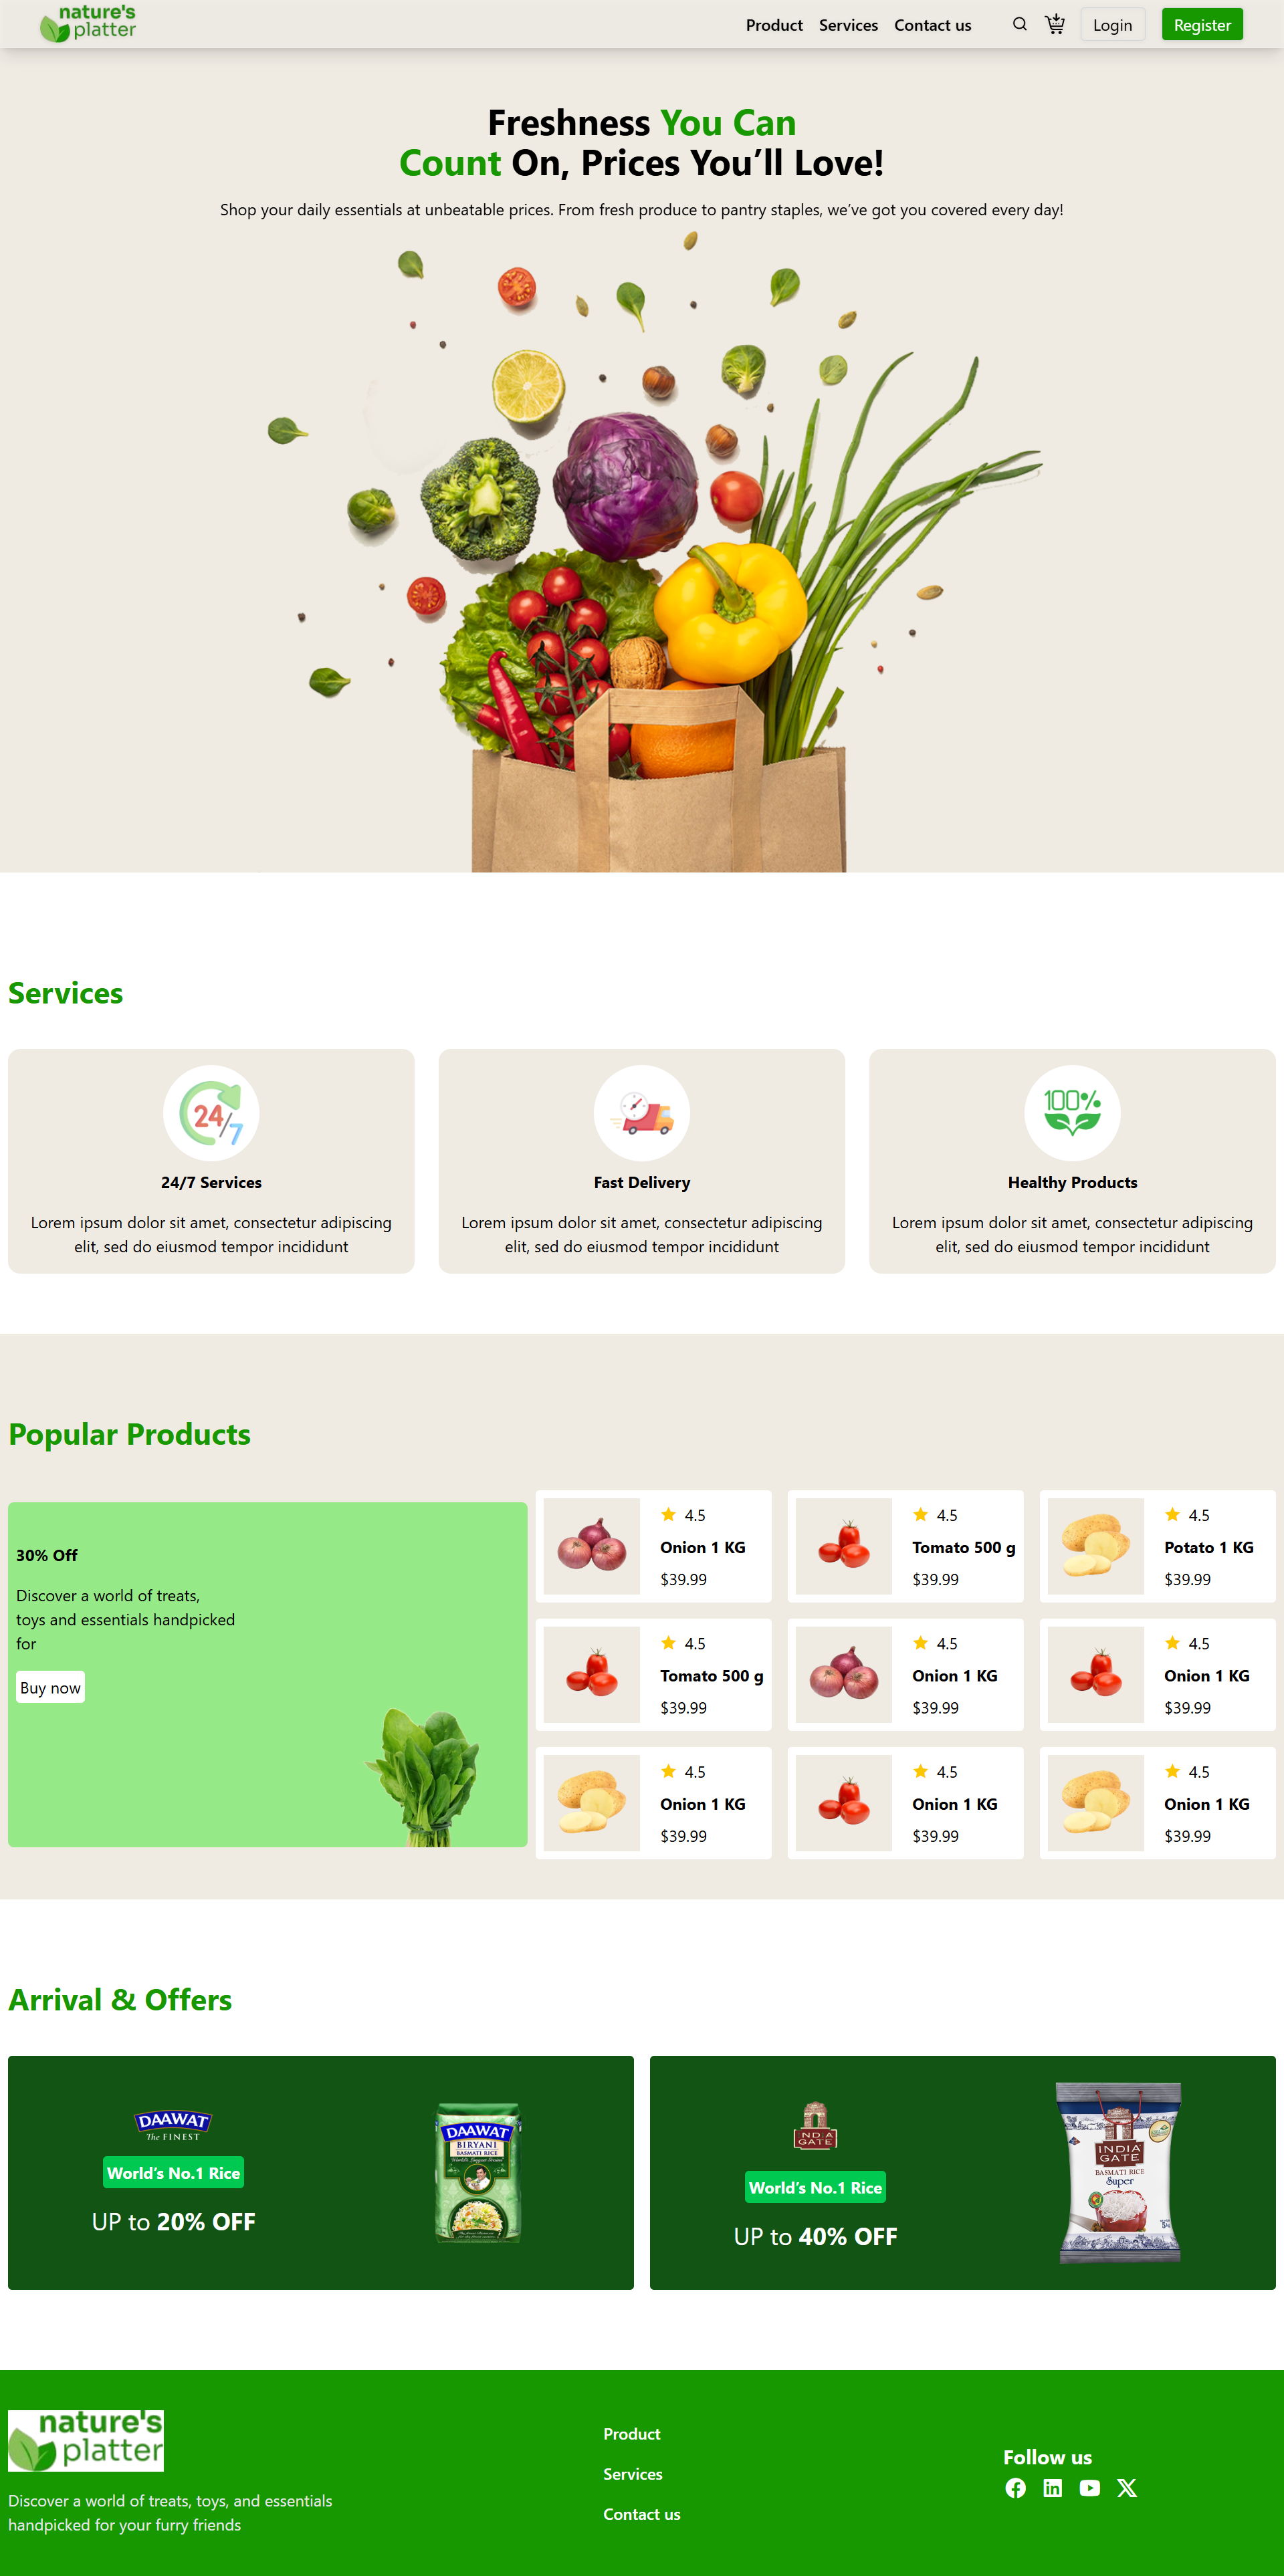 nature's
platter
Product Services Contact us Login Register
Freshness You Can
Count On, Prices You’ll Love!
Shop your daily essentials at unbeatable prices. From fresh produce to pantry staples, we’ve got you covered every day!
Services
24/7
24/7 Services
Lorem ipsum dolor sit amet, consectetur adipiscing
elit, sed do eiusmod tempor incididunt
Fast Delivery
Lorem ipsum dolor sit amet, consectetur adipiscing
elit, sed do eiusmod tempor incididunt
100%
Healthy Products
Lorem ipsum dolor sit amet, consectetur adipiscing
elit, sed do eiusmod tempor incididunt
Popular Products
30% Off
Discover a world of treats,
toys and essentials handpicked
for
Buy now
4.5
Onion 1 KG
$39.99
4.5
Tomato 500 g
$39.99
4.5
Potato 1 KG
$39.99
4.5
Tomato 500 g
$39.99
4.5
Onion 1 KG
$39.99
4.5
Onion 1 KG
$39.99
4.5
Onion 1 KG
$39.99
4.5
Onion 1 KG
$39.99
4.5
Onion 1 KG
$39.99
Arrival & Offers
DAAWAT
The FINEST
World’s No.1 Rice
UP to 20% OFF
DAAWAT
BIRYANI
BASMATI RICE
World's Longest Grain
INDIA
GATE
World’s No.1 Rice
UP to 40% OFF
INDIA
GATE
BASMATI RICE
Super
nature's
platter
Discover a world of treats, toys, and essentials
handpicked for your furry friends
Product
Services
Contact us
Follow us